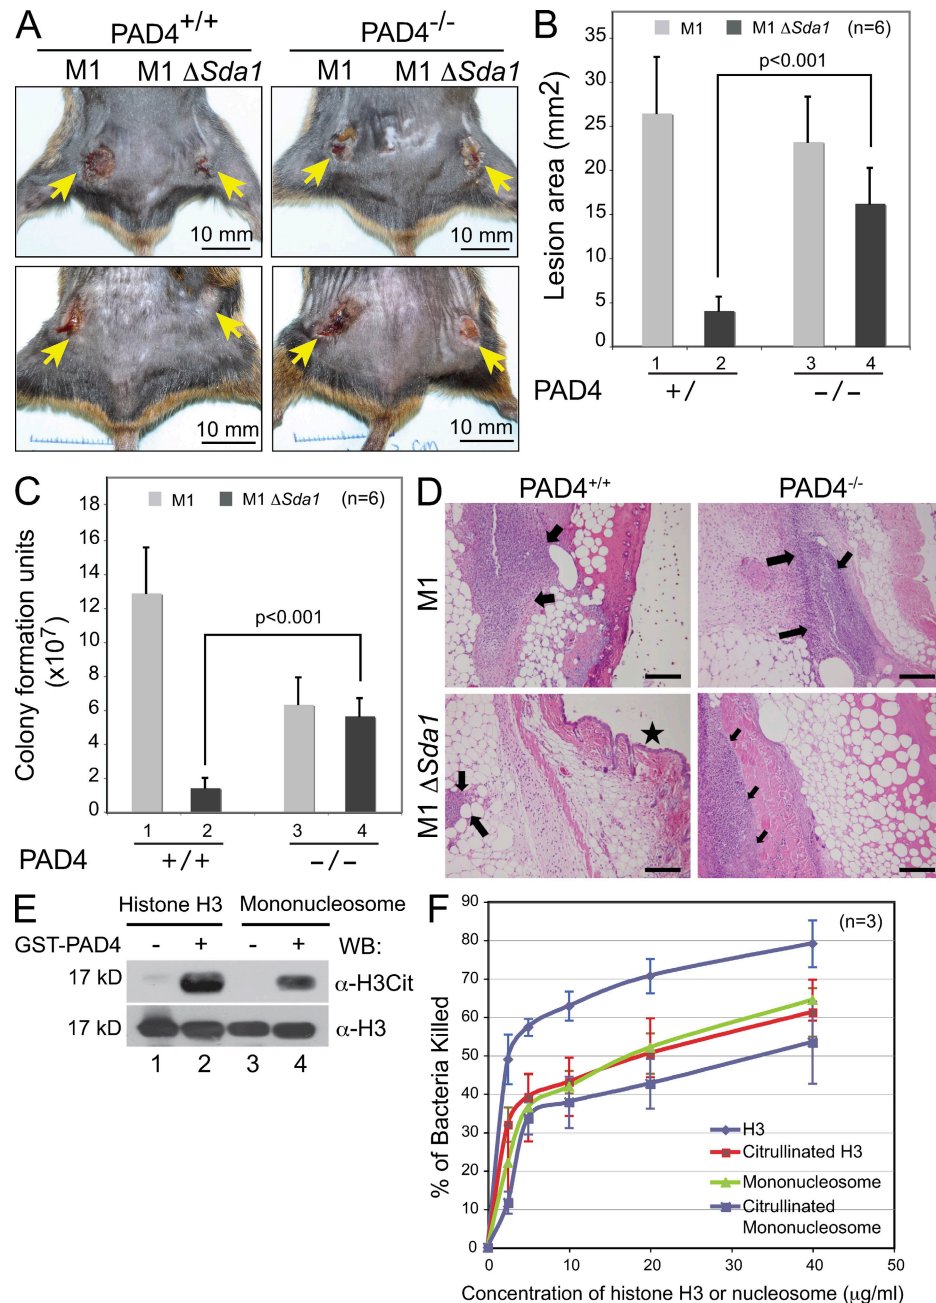 A
PAD4+/+ PAD4-/-
M1 M1 ΔSda1 M1 M1 ΔSda1
10 mm 10 mm
10 mm 10 mm
cm
B
M1 M1 ΔSda1 (n=6)
p<0.001
Lesion area (mm2)
35
30
25
20
15
10
5
0
1 2 3 4
PAD4 +/ −/−
C
M1 M1 ΔSda1 (n=6)
p<0.001
Colony formation units
(x10⁷)
18
16
14
12
10
8
6
4
2
0
1 2 3 4
PAD4 +/+ −/−
D
PAD4+/+ PAD4-/-
M1
M1 ΔSda1
E
Histone H3 Mononucleosome
GST-PAD4 - + - + WB:
17 kD α-H3Cit
17 kD α-H3
1 2 3 4
F
(n=3)
% of Bacteria Killed
90
80
70
60
50
40
30
20
10
0
H3
Citrullinated H3
Mononucleosome
Citrullinated
Mononucleosome
0 10 20 30 40 50
Concentration of histone H3 or nucleosome (μg/ml)